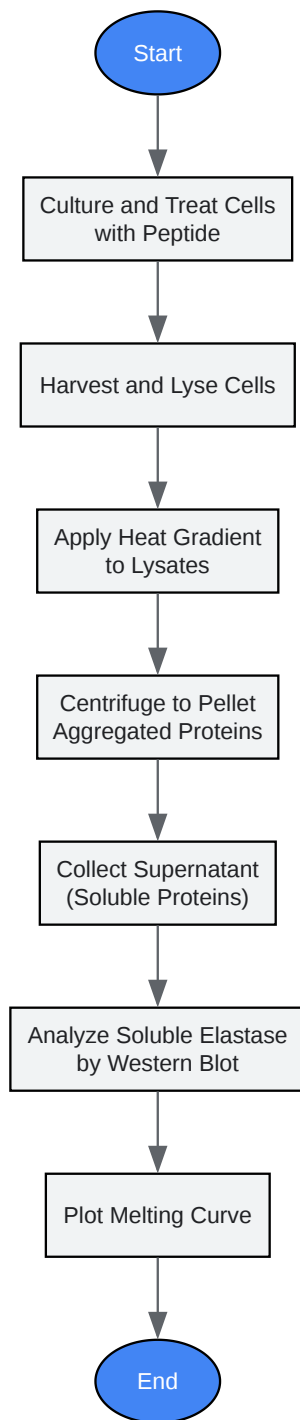 Start
Culture and Treat Cells
with Peptide
Harvest and Lyse Cells
Apply Heat Gradient
to Lysates
Centrifuge to Pellet
Aggregated Proteins
Collect Supernatant
(Soluble Proteins)
Analyze Soluble Elastase
by Western Blot
Plot Melting Curve
End